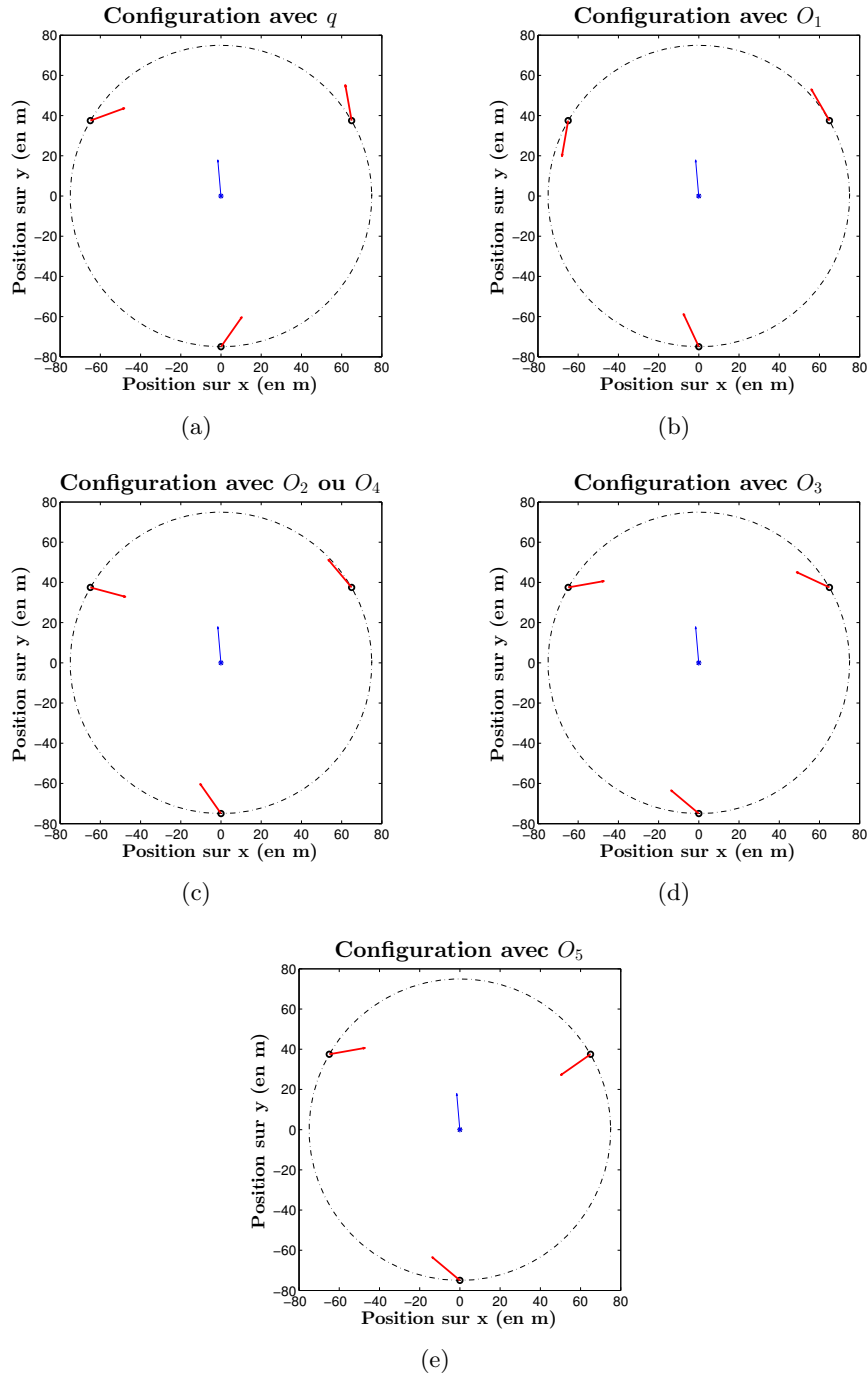 Configuration avec q
80
60
40
20
0
−20
−40
−60
−80
−80 −60 −40 −20 0 20 40 60 80
Position sur y (en m)
Position sur x (en m)
(a)
Configuration avec O₁
80
60
40
20
0
−20
−40
−60
−80
−80 −60 −40 −20 0 20 40 60 80
Position sur y (en m)
Position sur x (en m)
(b)
Configuration avec O₂ ou O₄
80
60
40
20
0
−20
−40
−60
−80
−80 −60 −40 −20 0 20 40 60 80
Position sur y (en m)
Position sur x (en m)
(c)
Configuration avec O₃
80
60
40
20
0
−20
−40
−60
−80
−80 −60 −40 −20 0 20 40 60 80
Position sur y (en m)
Position sur x (en m)
(d)
Configuration avec O₅
80
60
40
20
0
−20
−40
−60
−80
−80 −60 −40 −20 0 20 40 60 80
Position sur y (en m)
Position sur x (en m)
(e)